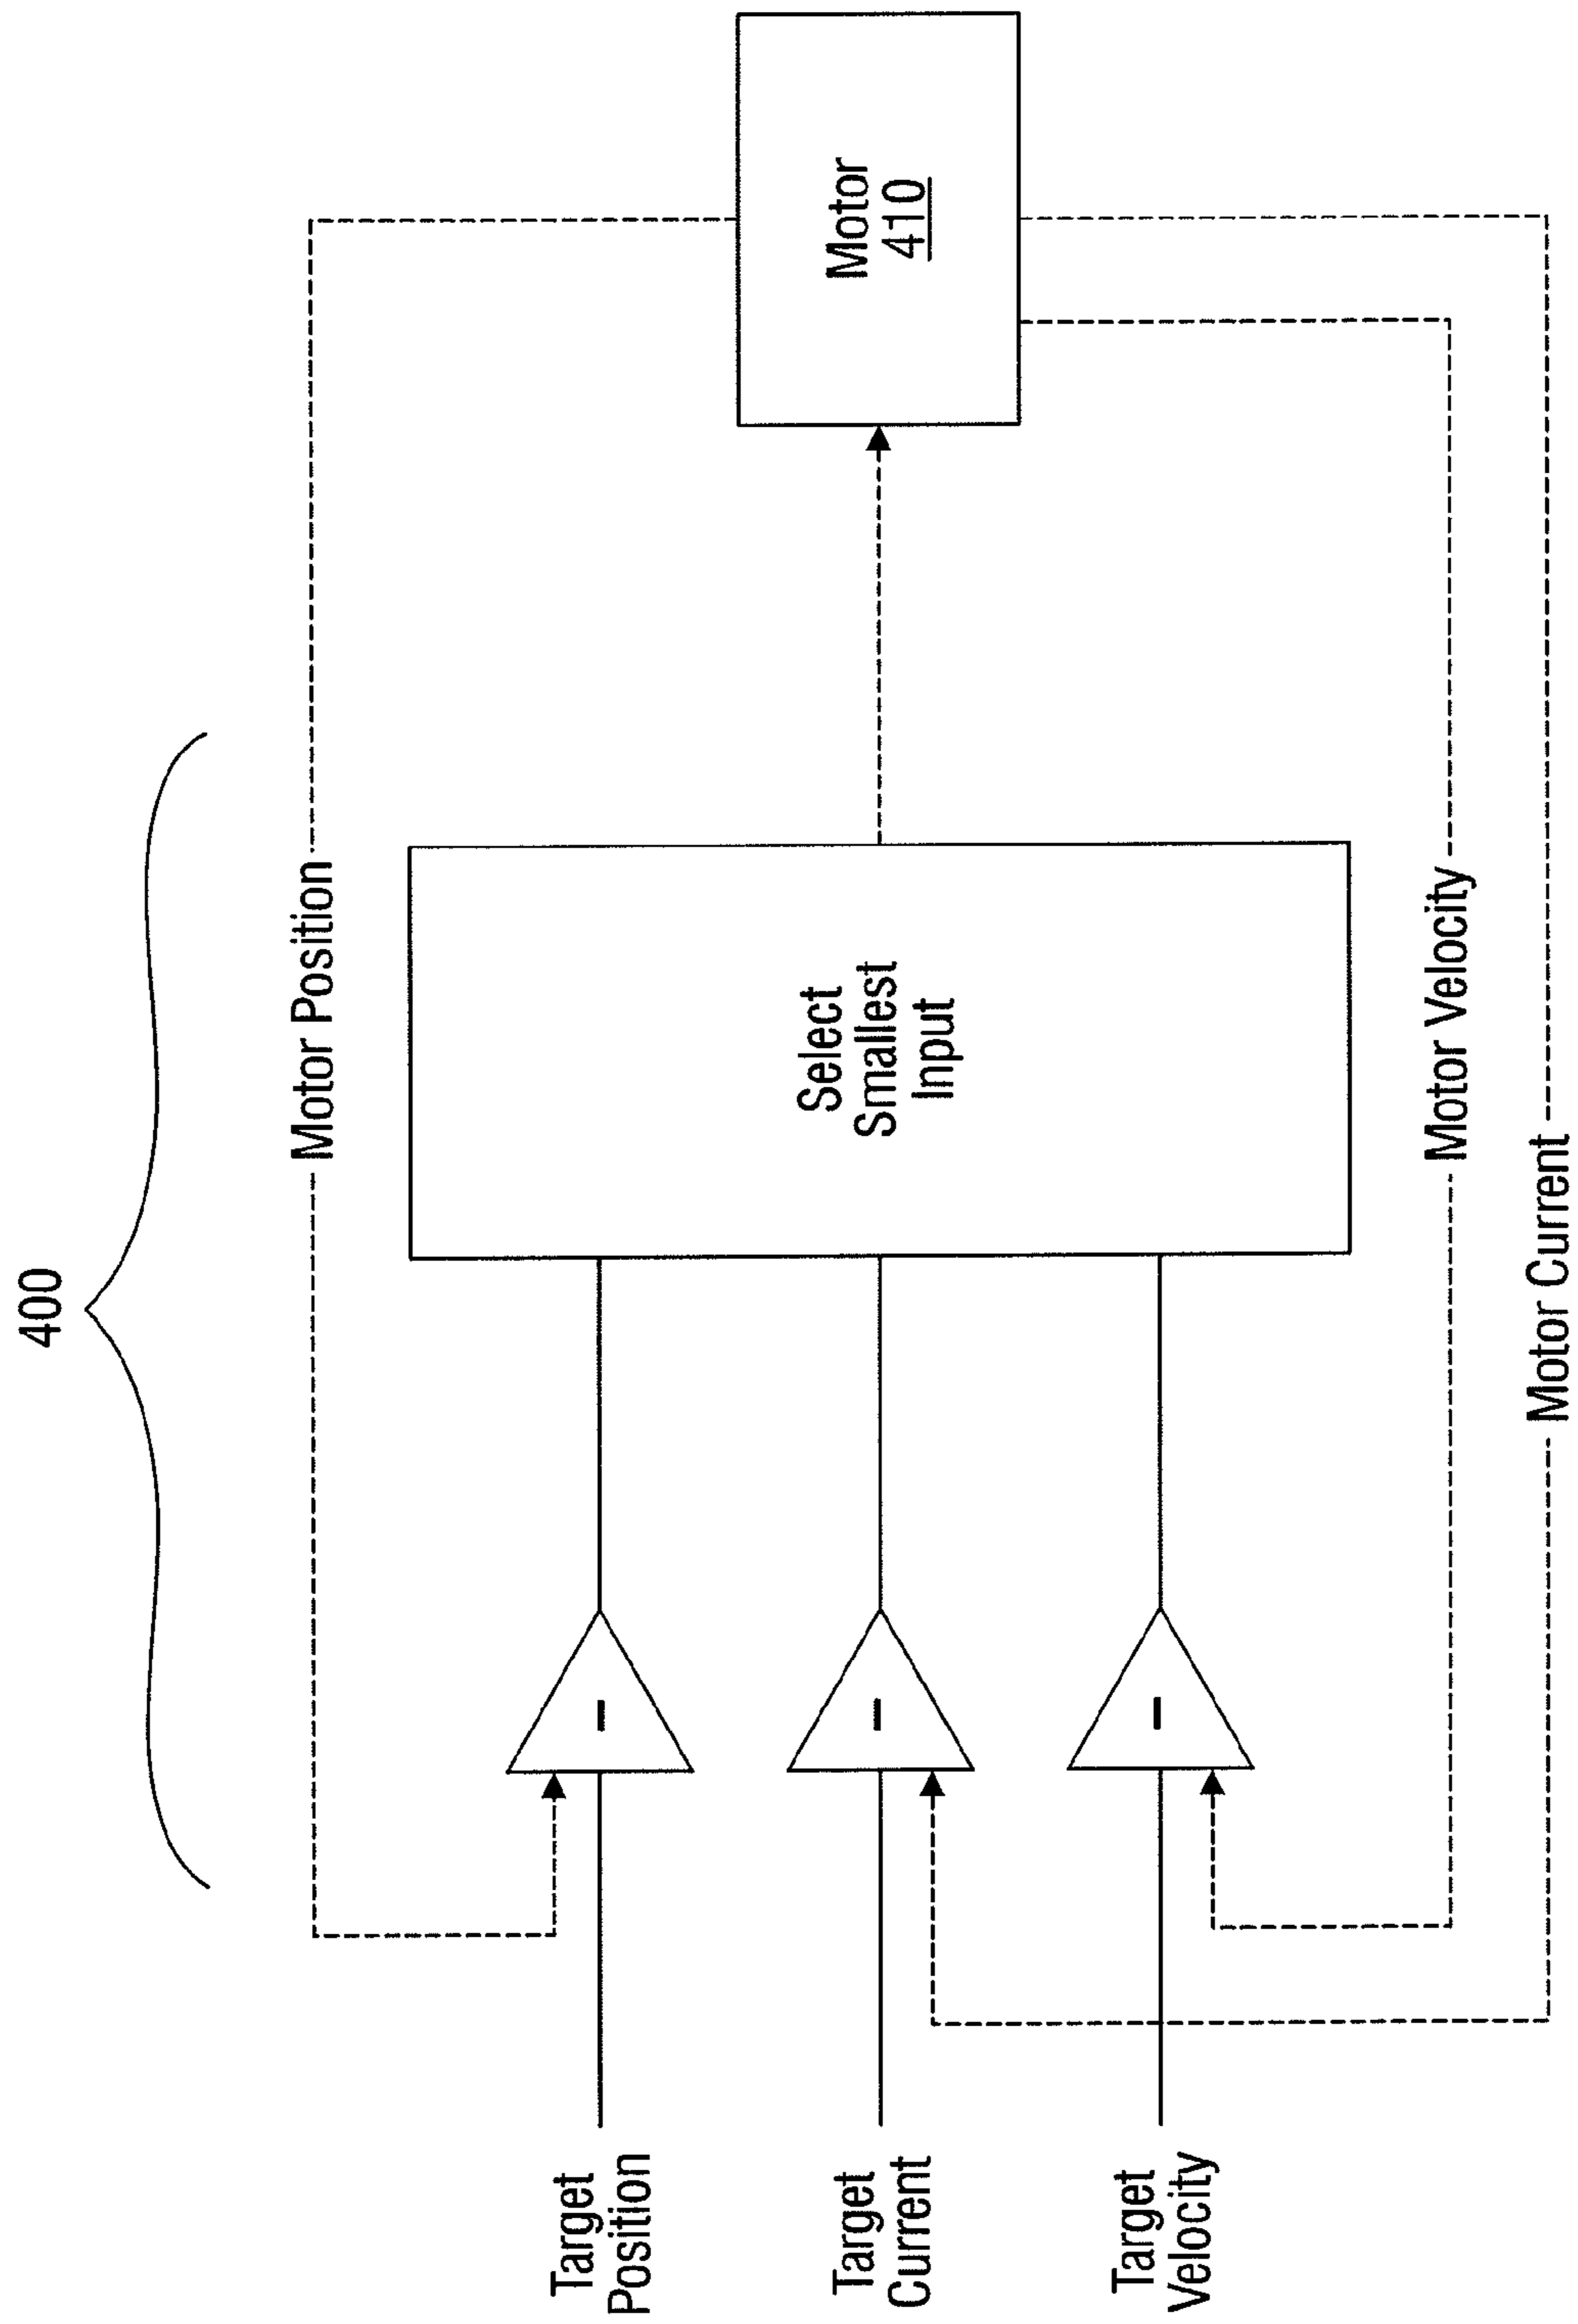 400
Motor Position
Target
Position
Target
Current
Target
Velocity
Select
Smallest
Input
Motor
410
Motor Velocity
Motor Current